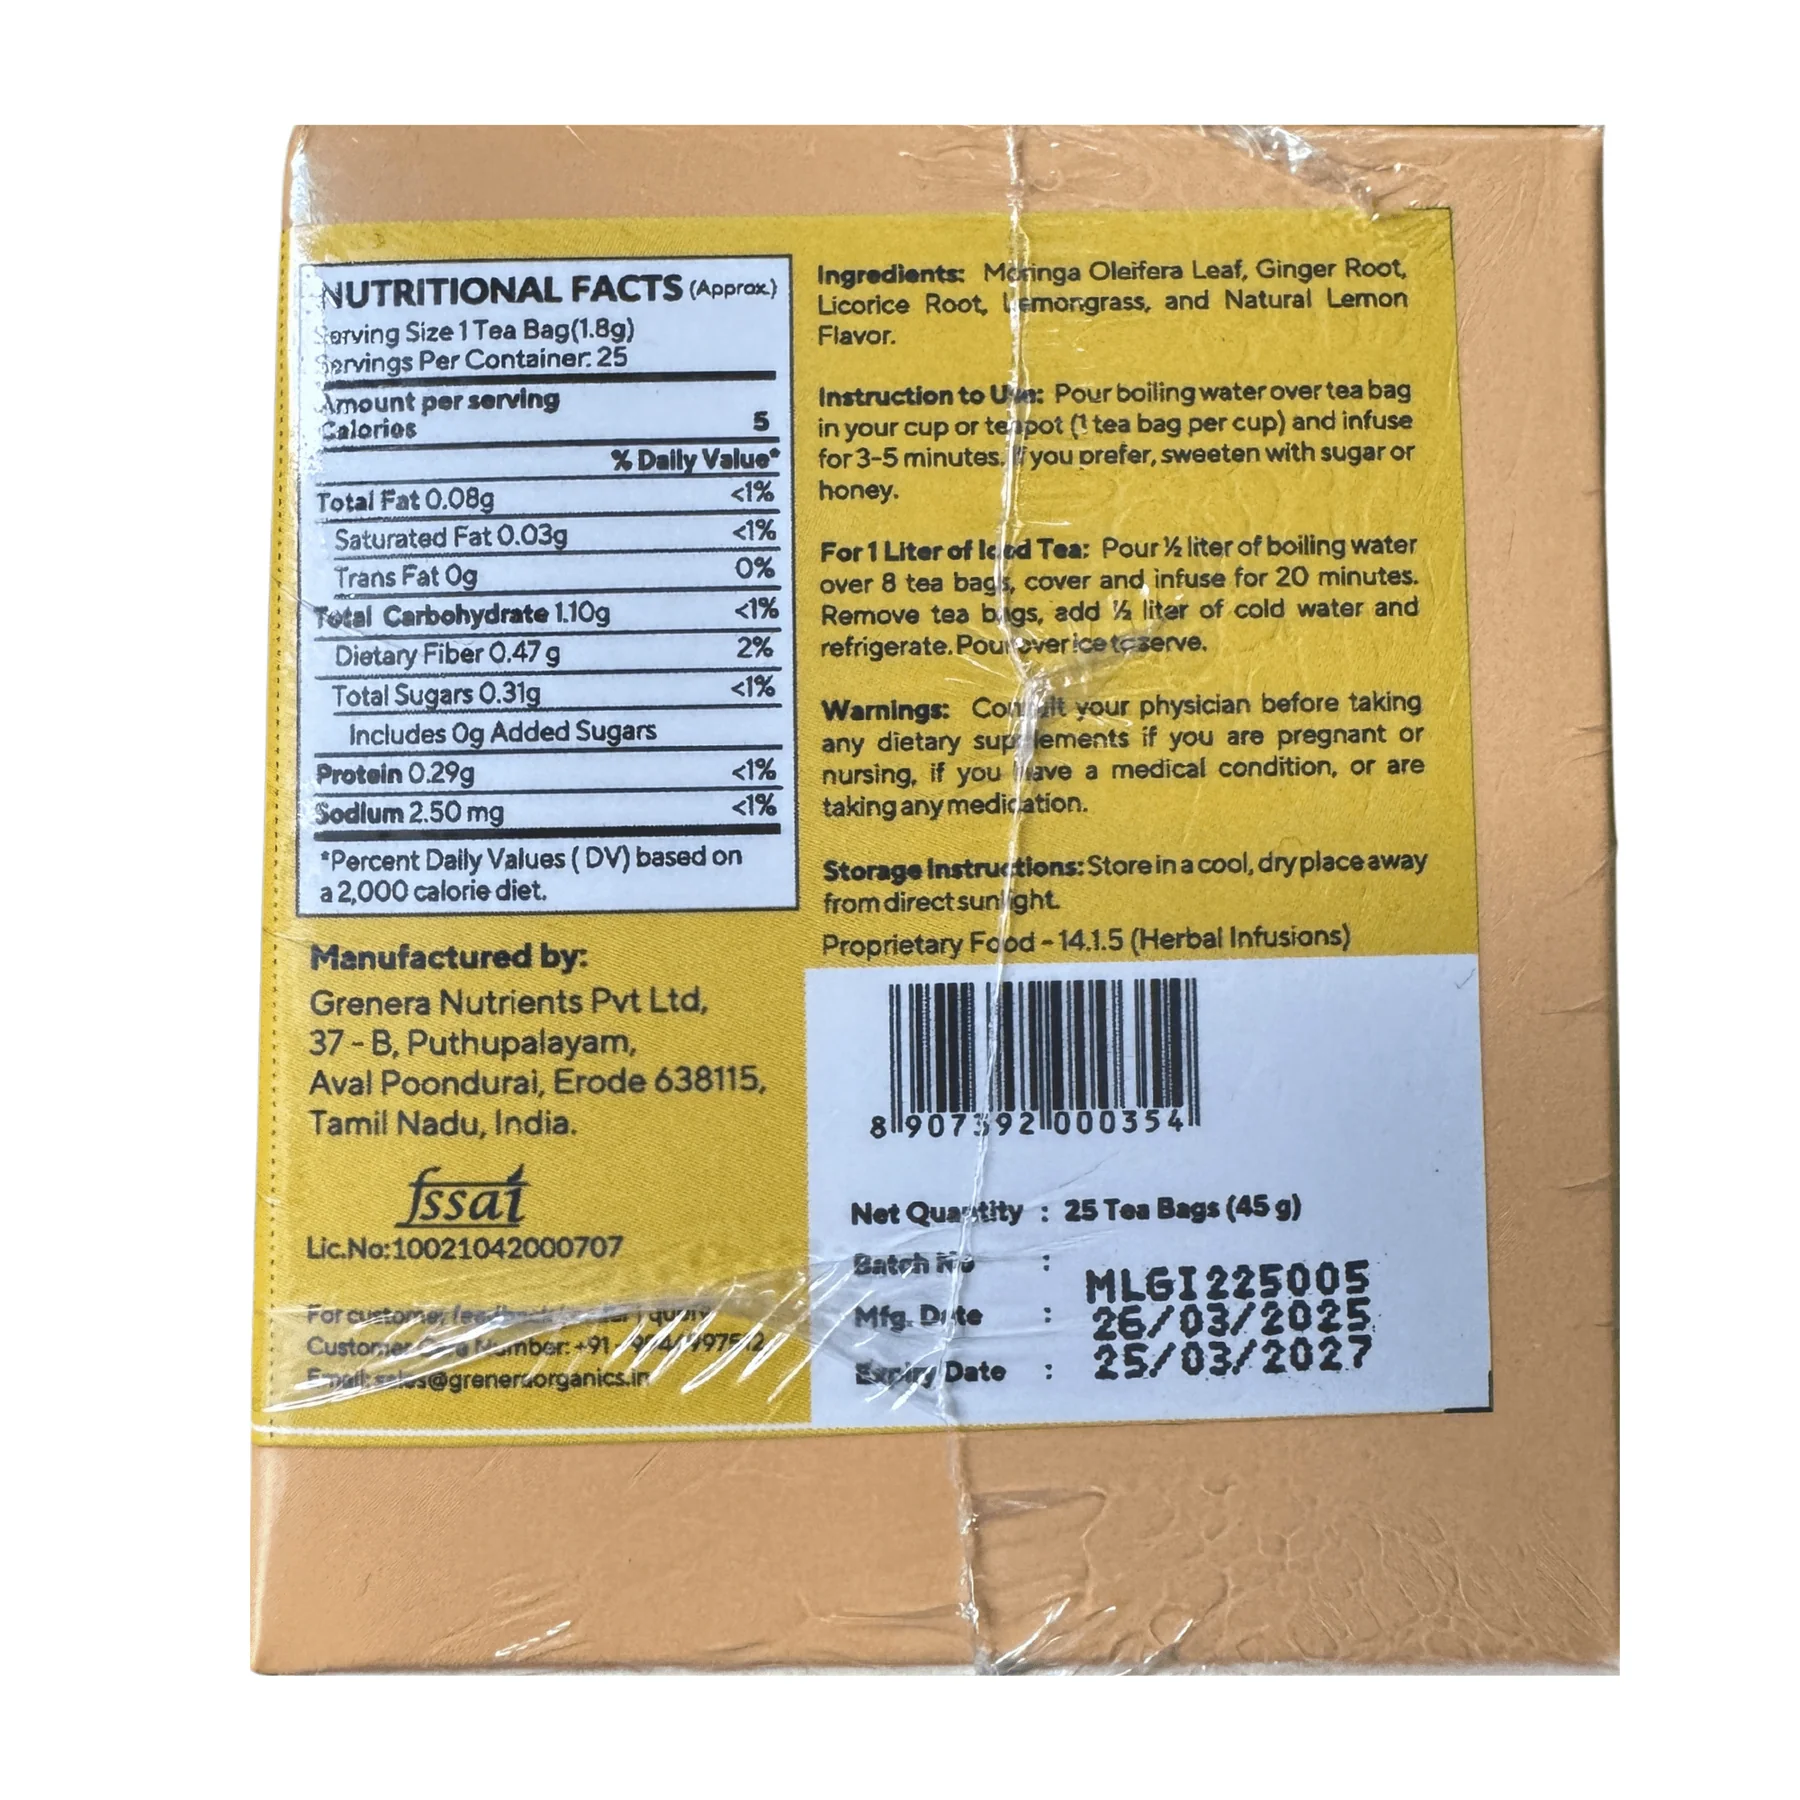 NUTRITIONAL FACTS (Approx.)
Serving Size 1 Tea Bag(1.8g)
Servings Per Container: 25
Amount per serving
Calories 5
% Daily Value*
Total Fat 0.08g <1%
Saturated Fat 0.03g <1%
Trans Fat 0g 0%
Total Carbohydrate 1.10g <1%
Dietary Fiber 0.47 g 2%
Total Sugars 0.31g <1%
Includes 0g Added Sugars
Protein 0.29g <1%
Sodium 2.50 mg <1%
*Percent Daily Values ( DV) based on
a 2,000 calorie diet.
Manufactured by:
Grenera Nutrients Pvt Ltd,
37 - B, Puthupalayam,
Aval Poondurai, Erode 638115,
Tamil Nadu, India.
fssai
Lic.No:10021042000707
For customer
Customer Care Number: +91
Email: sales@greneraorganics.in
Ingredients: Moringa Oleifera Leaf, Ginger Root,
Licorice Root, Lemongrass, and Natural Lemon
Flavor.
Instruction to Use: Pour boiling water over tea bag
in your cup or teapot (1 tea bag per cup) and infuse
for 3-5 minutes. If you prefer, sweeten with sugar or
honey.
For 1 Liter of Iced Tea: Pour ½ liter of boiling water
over 8 tea bags, cover and infuse for 20 minutes.
Remove tea bags, add ½ liter of cold water and
refrigerate. Pour over ice to serve.
Warnings: Consult your physician before taking
any dietary supplements if you are pregnant or
nursing, if you have a medical condition, or are
taking any medication.
Storage Instructions: Store in a cool, dry place away
from direct sunlight.
Proprietary Food - 14.1.5 (Herbal Infusions)
8 907392 000354
Net Quantity : 25 Tea Bags (45 g)
Batch No : MLGI225005
Mfg. Date : 26/03/2025
Expiry Date : 25/03/2027